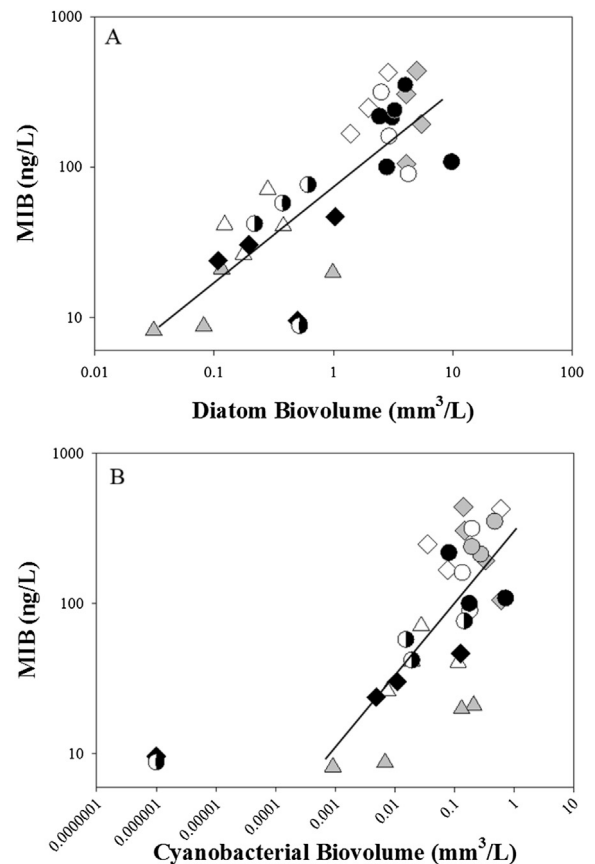 A
1000
100
10
MIB (ng/L)
0.01 0.1 1 10 100
Diatom Biovolume (mm³/L)
B
1000
100
10
MIB (ng/L)
0.0000001 0.000001 0.00001 0.0001 0.001 0.01 0.1 1 10
Cyanobacterial Biovolume (mm³/L)